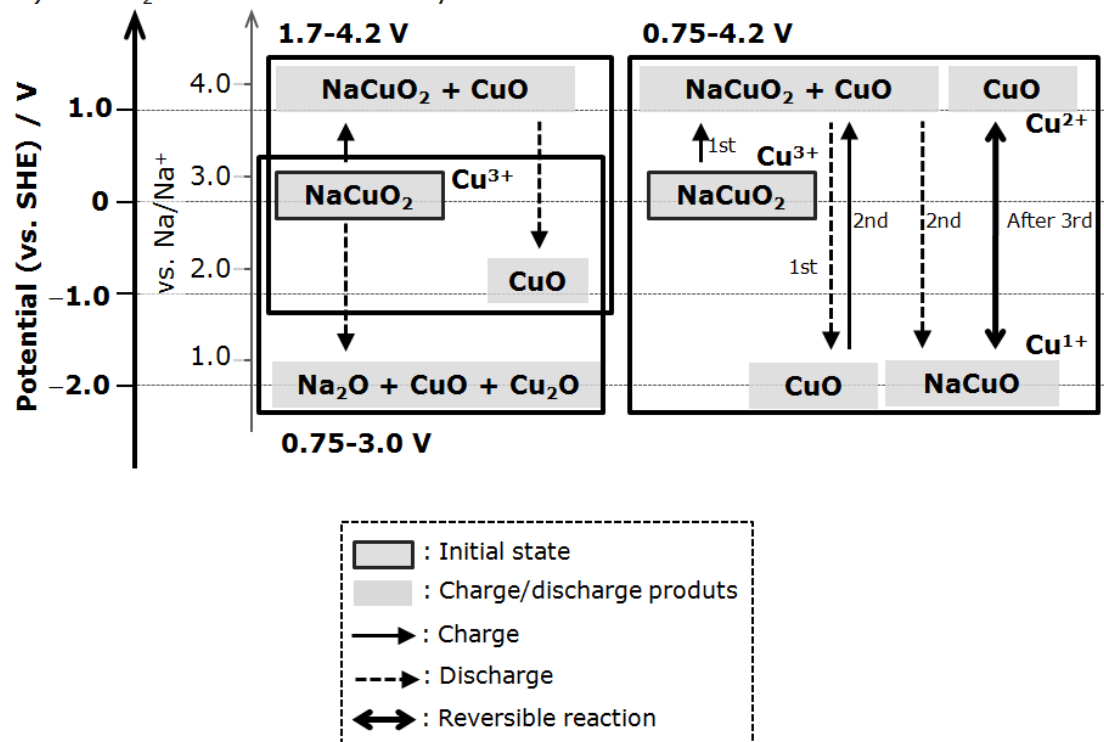 1.7-4.2 V
0.75-4.2 V
Potential (vs. SHE) / V
1.0
0
−1.0
−2.0
vs. Na/Na⁺
4.0
3.0
2.0
1.0
NaCuO₂ + CuO
NaCuO₂
Cu³⁺
CuO
Na₂O + CuO + Cu₂O
0.75-3.0 V
NaCuO₂ + CuO
CuO
Cu²⁺
1st
Cu³⁺
NaCuO₂
2nd
2nd
After 3rd
1st
Cu¹⁺
CuO
NaCuO
: Initial state
: Charge/discharge produts
: Charge
: Discharge
: Reversible reaction